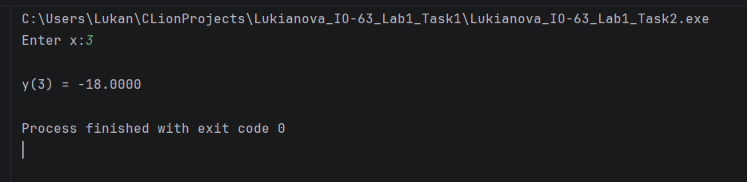 C:\Users\Lukan\CLionProjects\Lukianova_IO-63_Lab1_Task1\Lukianova_IO-63_Lab1_Task2.exe
Enter x:3
y(3) = -18.0000
Process finished with exit code 0